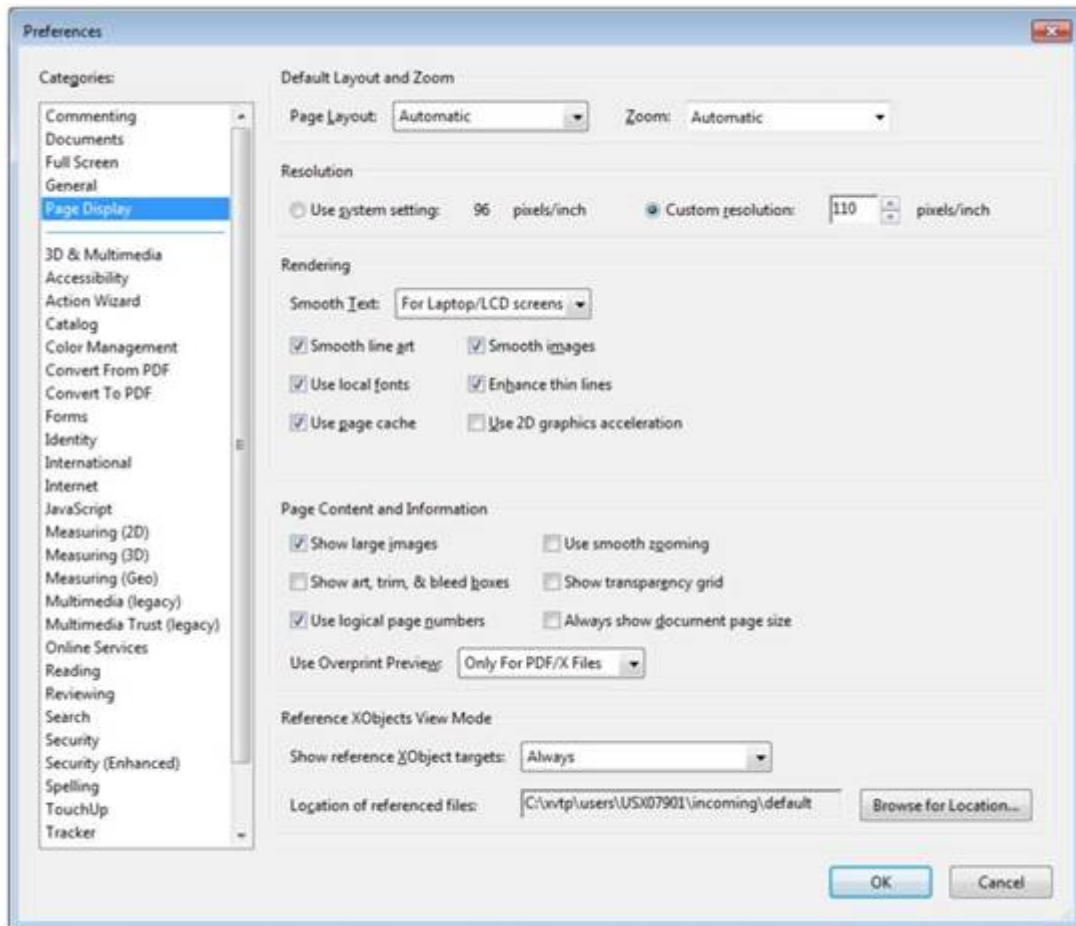 Preferences
Categories:
Commenting
Documents
Full Screen
General
Page Display
3D & Multimedia
Accessibility
Action Wizard
Catalog
Color Management
Convert From PDF
Convert To PDF
Forms
Identity
International
Internet
JavaScript
Measuring (2D)
Measuring (3D)
Measuring (Geo)
Multimedia (legacy)
Multimedia Trust (legacy)
Online Services
Reading
Reviewing
Search
Security
Security (Enhanced)
Spelling
TouchUp
Tracker
Default Layout and Zoom
Page Layout: Automatic Zoom: Automatic
Resolution
Use system setting: 96 pixels/inch Custom resolution: 110 pixels/inch
Rendering
Smooth Text: For Laptop/LCD screens
Smooth line art Smooth images
Use local fonts Enhance thin lines
Use page cache Use 2D graphics acceleration
Page Content and Information
Show large images Use smooth zooming
Show art, trim, & bleed boxes Show transparency grid
Use logical page numbers Always show document page size
Use Overprint Preview: Only For PDF/X Files
Reference XObjects View Mode
Show reference XObject targets: Always
Location of referenced files: C:\xvtp\users\USX07901\incoming\default Browse for Location...
OK Cancel